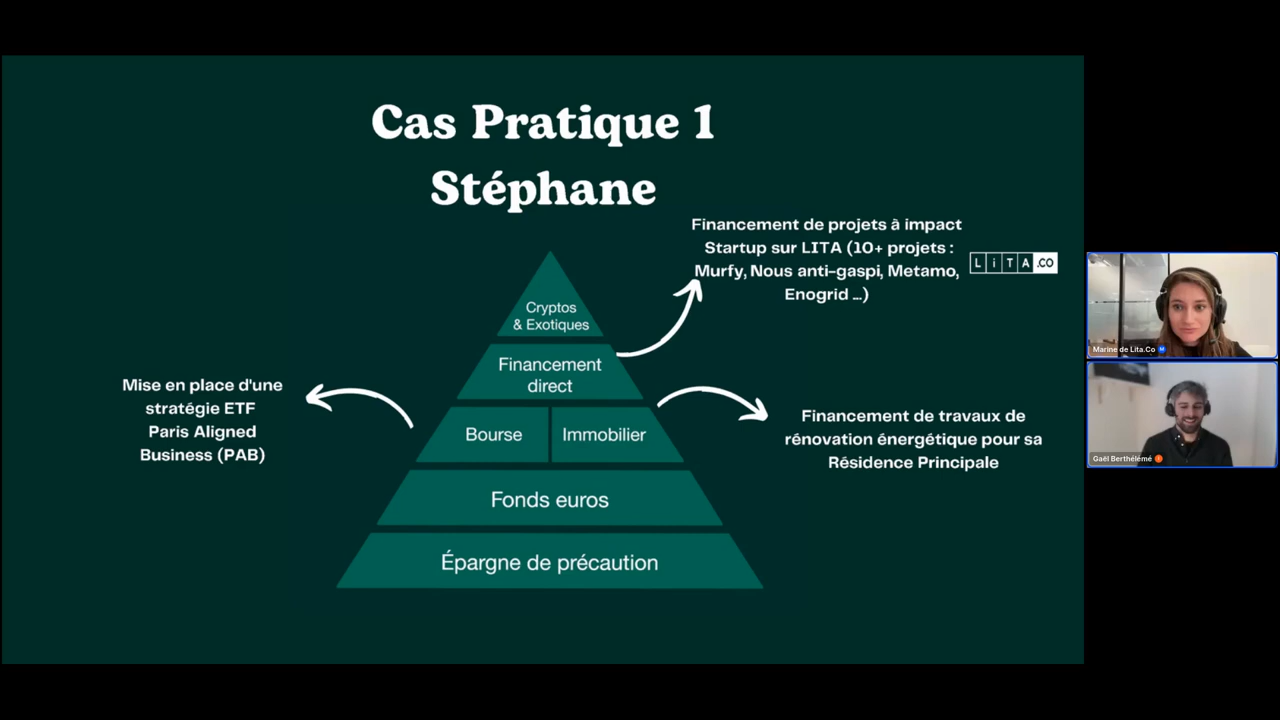 Cas Pratique 1
Stéphane
Financement de projets à impact
Startup sur LITA (10+ projets :
Murfy, Nous anti-gaspi, Metamo,
Enogrid ...)
LiTA.CO
Cryptos
& Exotiques
Financement
direct
Mise en place d'une
stratégie ETF
Paris Aligned
Business (PAB)
Bourse
Immobilier
Financement de travaux de
rénovation énergétique pour sa
Résidence Principale
Fonds euros
Épargne de précaution
Marine de Lita.Co
Gaël Berthélémé